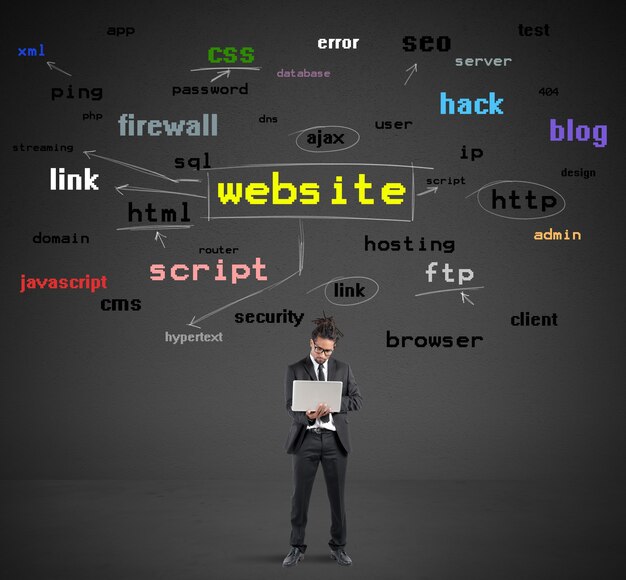 app
error
seo
test
xml
css
server
database
ping
password
404
hack
php
firewall
dns
user
blog
ajax
streaming
sql
ip
link
website
script
design
html
http
domain
router
hosting
admin
script
ftp
javascript
link
cms
security
client
hypertext
browser